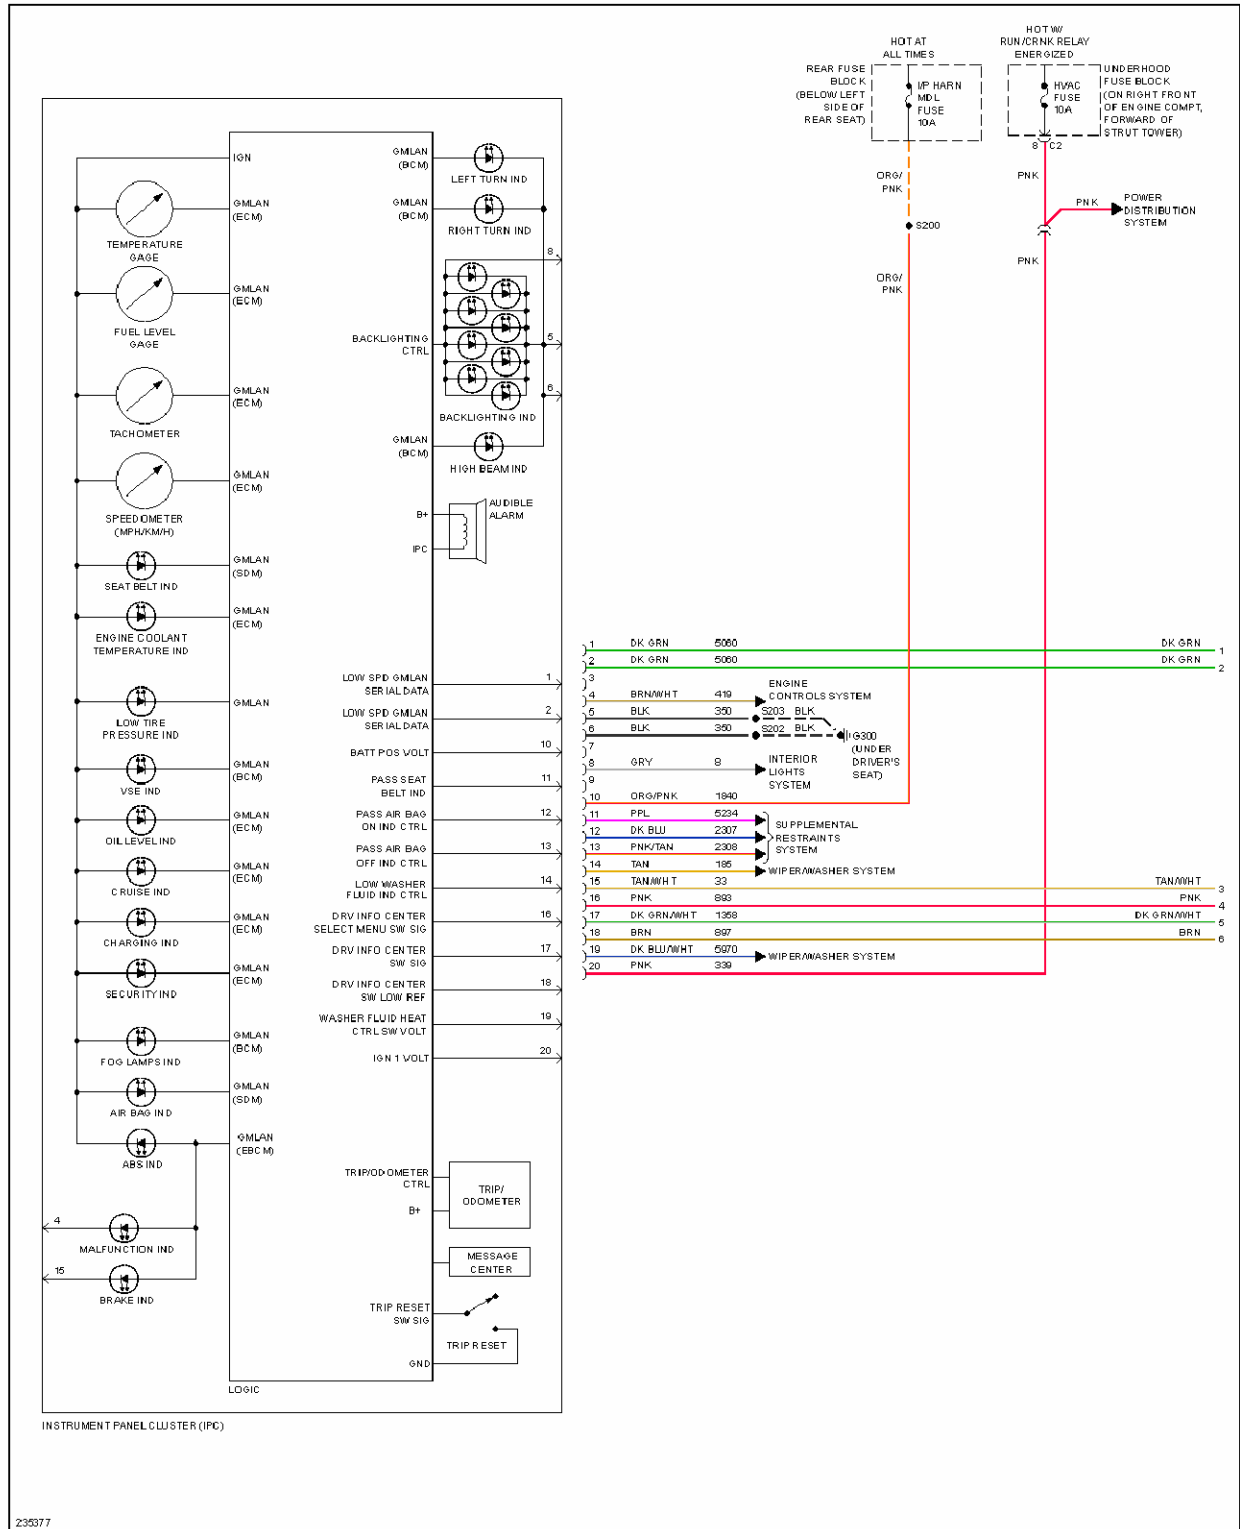 HOT AT
ALL TIMES
HOT W/
RUN/CRNK RELAY
ENERGIZED
REAR FUSE
BLOCK
(BELOW LEFT
SIDE OF
REAR SEAT)
I/P HARN
MDL
FUSE
10A
HVAC
FUSE
10A
UNDERHOOD
FUSE BLOCK
(ON RIGHT FRONT
OF ENGINE COMPT,
FORWARD OF
STRUT TOWER)
8 C2
ORG/
PNK
PNK
PNK
POWER
DISTRIBUTION
SYSTEM
S200
ORG/
PNK
PNK
IGN
GMLAN
(ECM)
TEMPERATURE
GAGE
GMLAN
(ECM)
FUEL LEVEL
GAGE
GMLAN
(ECM)
TACHOMETER
GMLAN
(ECM)
SPEEDOMETER
(MPH/KM/H)
GMLAN
(SDM)
SEAT BELT IND
GMLAN
(ECM)
ENGINE COOLANT
TEMPERATURE IND
GMLAN
LOW TIRE
PRESSURE IND
GMLAN
(BCM)
VSE IND
GMLAN
(ECM)
OIL LEVEL IND
GMLAN
(ECM)
CRUISE IND
GMLAN
(ECM)
CHARGING IND
GMLAN
(ECM)
SECURITY IND
GMLAN
(BCM)
FOG LAMPS IND
GMLAN
(SDM)
AIR BAG IND
GMLAN
(EBCM)
ABS IND
4
MALFUNCTION IND
15
BRAKE IND
GMLAN
(BCM)
LEFT TURN IND
GMLAN
(BCM)
RIGHT TURN IND
8
BACKLIGHTING
CTRL
5
6
BACKLIGHTING IND
GMLAN
(BCM)
HIGH BEAM IND
B+
IPC
AUDIBLE
ALARM
LOW SPD GMLAN
SERIAL DATA
1
LOW SPD GMLAN
SERIAL DATA
2
BATT POS VOLT
10
PASS SEAT
BELT IND
11
PASS AIR BAG
ON IND CTRL
12
PASS AIR BAG
OFF IND CTRL
13
LOW WASHER
FLUID IND CTRL
14
DRV INFO CENTER
SELECT MENU SW SIG
16
DRV INFO CENTER
SW SIG
17
DRV INFO CENTER
SW LOW REF
18
WASHER FLUID HEAT
CTRL SW VOLT
19
IGN 1 VOLT
20
TRIP/ODOMETER
CTRL
B+
TRIP/
ODOMETER
MESSAGE
CENTER
TRIP RESET
SW SIG
TRIP RESET
GND
LOGIC
INSTRUMENT PANEL CLUSTER (IPC)
1 DK GRN 5060 DK GRN 1
2 DK GRN 5060 DK GRN 2
3
4 BRN/WHT 419
ENGINE
CONTROLS SYSTEM
5 BLK 350 S203 BLK
6 BLK 350 S202 BLK
G300
(UNDER
DRIVER'S
SEAT)
7
8 GRY 8
INTERIOR
LIGHTS
SYSTEM
9
10 ORG/PNK 1840
11 PPL 5234
12 DK BLU 2307
13 PNK/TAN 2308
SUPPLEMENTAL
RESTRAINTS
SYSTEM
14 TAN 185 WIPER/WASHER SYSTEM
15 TAN/WHT 33 TAN/WHT 3
16 PNK 893 PNK 4
17 DK GRN/WHT 1358 DK GRN/WHT 5
18 BRN 897 BRN 6
19 DK BLU/WHT 5970 WIPER/WASHER SYSTEM
20 PNK 339
235377